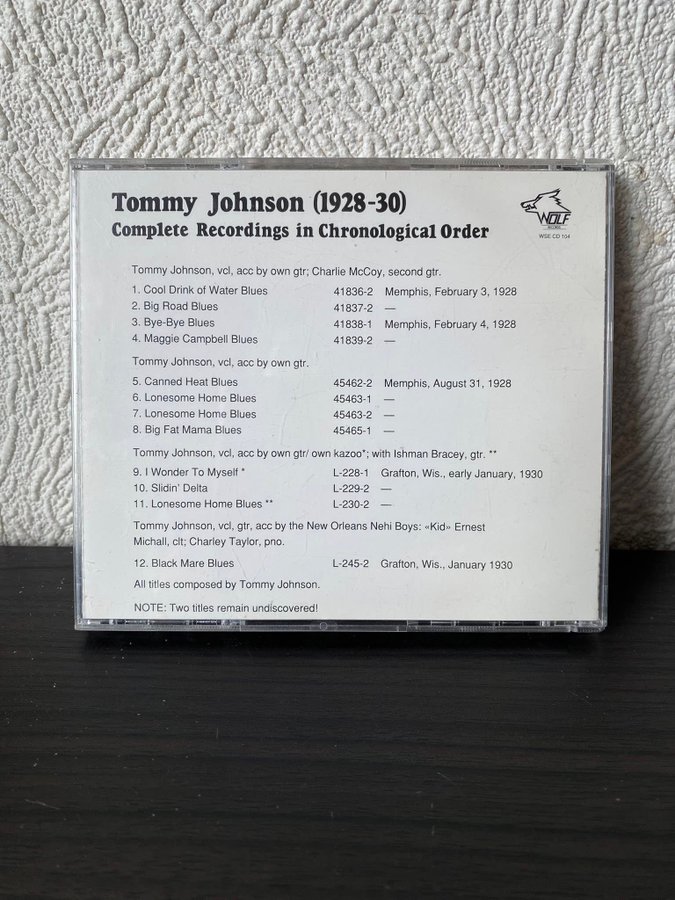 Tommy Johnson (1928-30)
Complete Recordings in Chronological Order
WOLF
RECORDS
WSE CD 104
Tommy Johnson, vcl, acc by own gtr; Charlie McCoy, second gtr.
1. Cool Drink of Water Blues 41836-2 Memphis, February 3, 1928
2. Big Road Blues 41837-2 —
3. Bye-Bye Blues 41838-1 Memphis, February 4, 1928
4. Maggie Campbell Blues 41839-2 —
Tommy Johnson, vcl, acc by own gtr.
5. Canned Heat Blues 45462-2 Memphis, August 31, 1928
6. Lonesome Home Blues 45463-1 —
7. Lonesome Home Blues 45463-2 —
8. Big Fat Mama Blues 45465-1 —
Tommy Johnson, vcl, acc by own gtr/ own kazoo*; with Ishman Bracey, gtr. **
9. I Wonder To Myself * L-228-1 Grafton, Wis., early January, 1930
10. Slidin' Delta L-229-2 —
11. Lonesome Home Blues ** L-230-2 —
Tommy Johnson, vcl, gtr, acc by the New Orleans Nehi Boys: «Kid» Ernest
Michall, clt; Charley Taylor, pno.
12. Black Mare Blues L-245-2 Grafton, Wis., January 1930
All titles composed by Tommy Johnson.
NOTE: Two titles remain undiscovered!